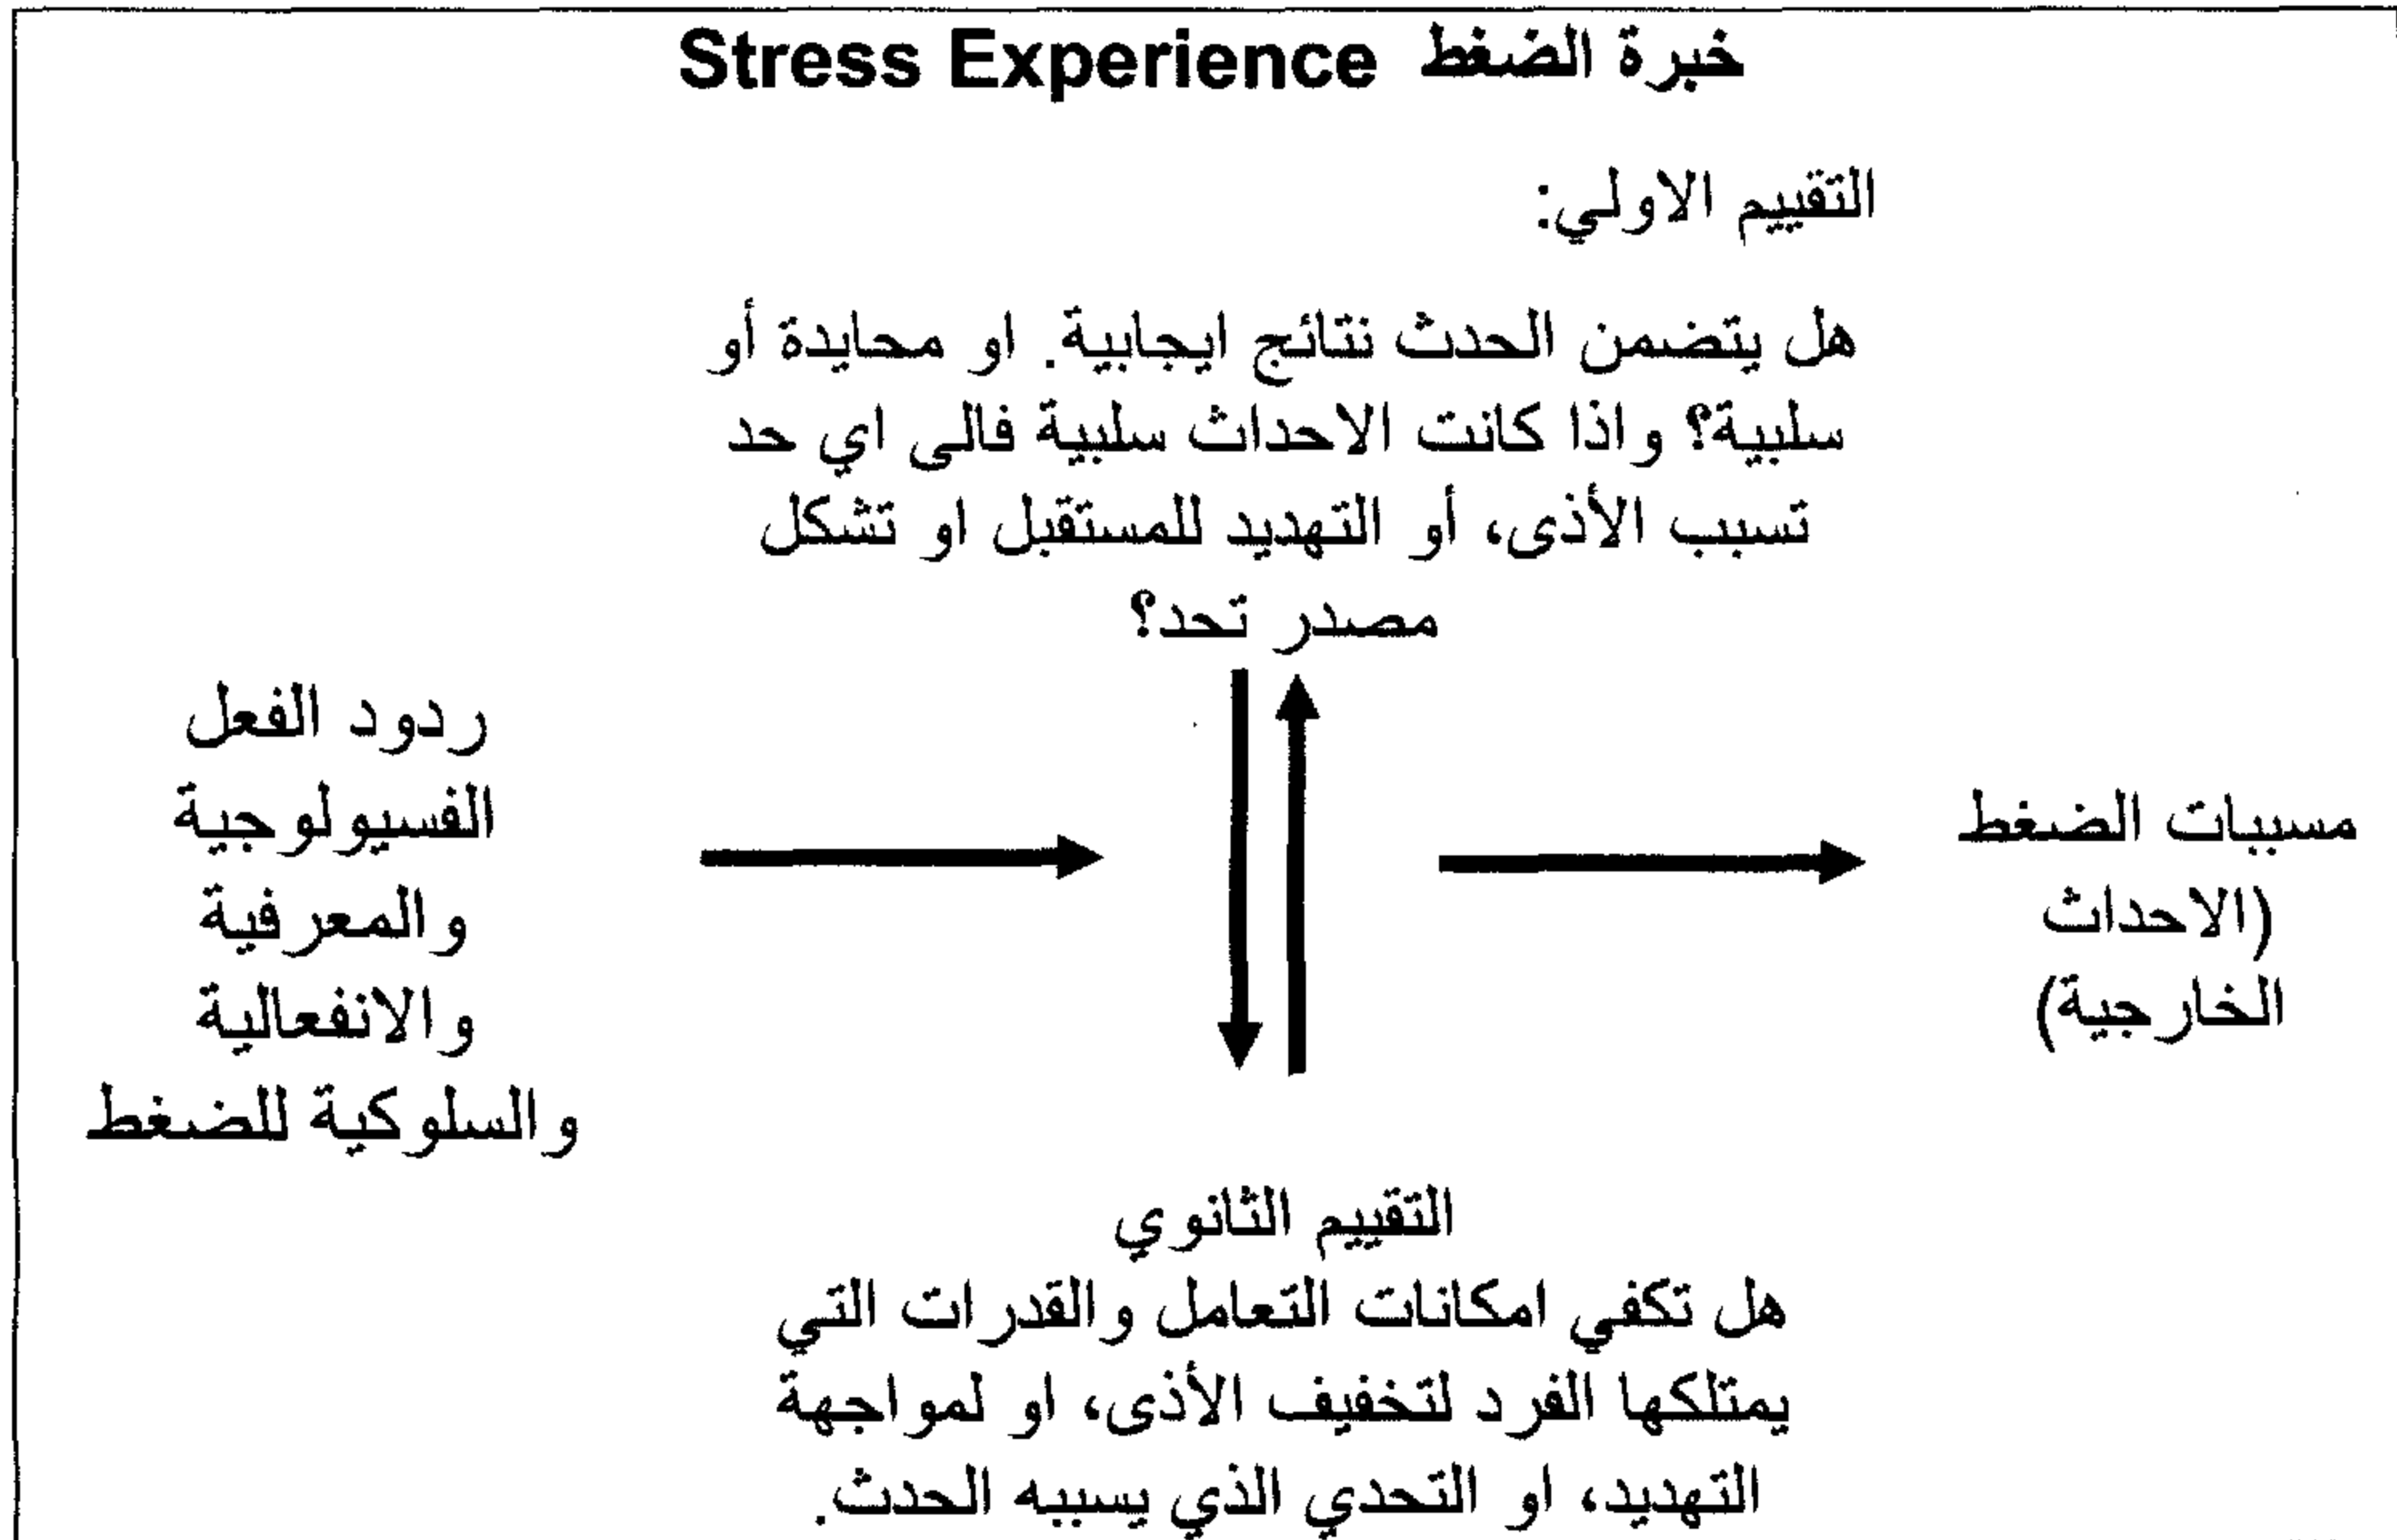 خبرة الضغط Stress Experience
التقييم الاولي:
هل يتضمن الحدث نتائج ايجابية. او محايدة أو
سلبية؟ واذا كانت الاحداث سلبية فالى اي حد
تسبب الأذى، أو التهديد للمستقبل او تشكل
مصدر تحد؟
مسببات الضغط
(الاحداث
الخارجية)
ردود الفعل
الفسيولوجية
والمعرفية
والانفعالية
والسلوكية للضغط
التقييم الثانوي
هل تكفي امكانات التعامل والقدرات التي
يمتلكها الفرد لتخفيف الأذى، او لمواجهة
التهديد، او التحدي الذي يسببه الحدث.